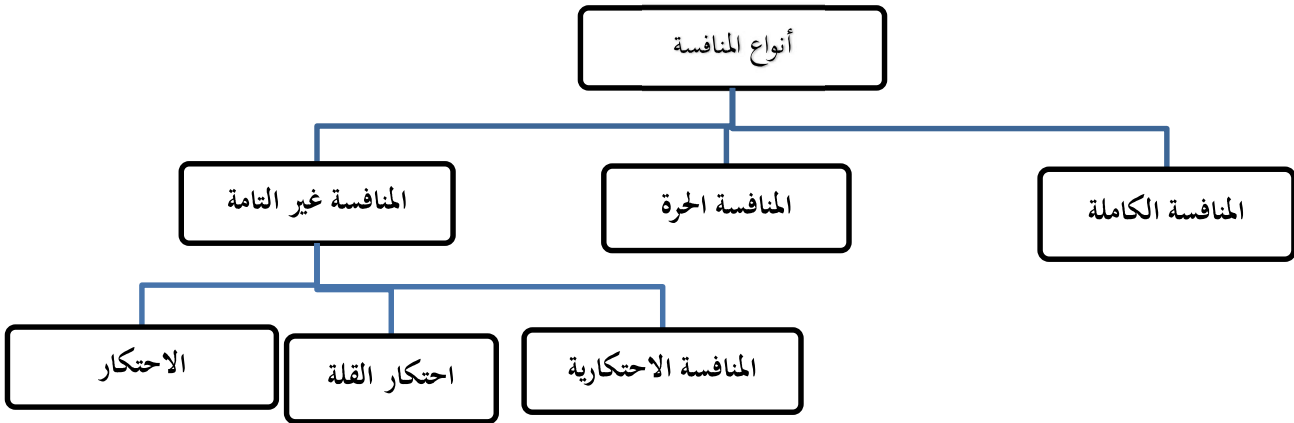 أنواع المنافسة
المنافسة الكاملة
المنافسة الحرة
المنافسة غير التامة
المنافسة الاحتكارية
احتكار القلة
الاحتكار